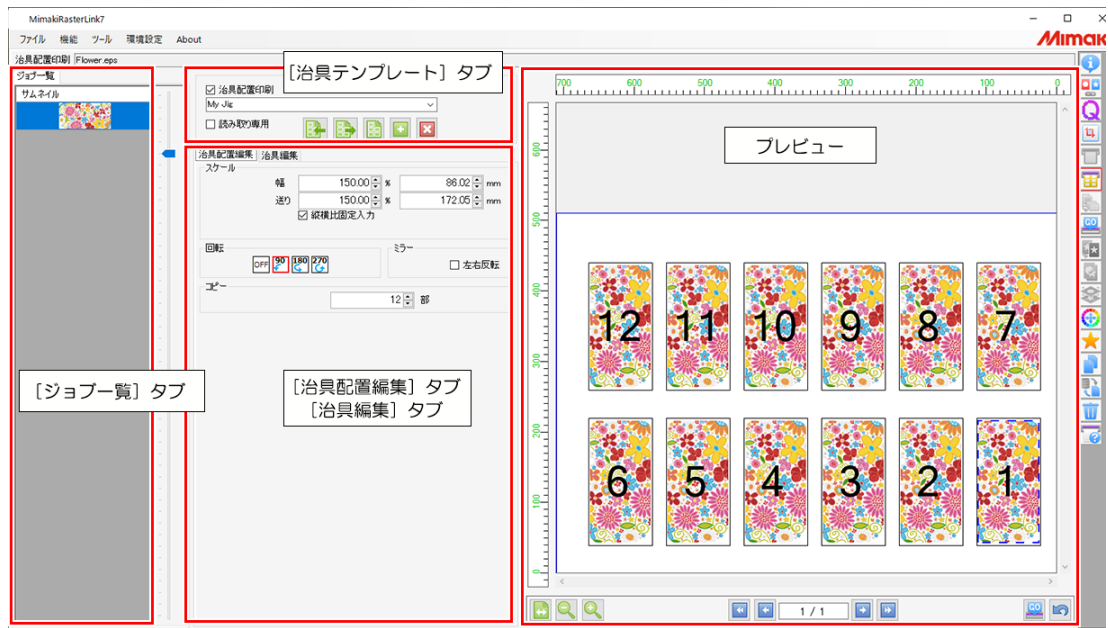 MimakiRasterLink7
ファイル 機能 ツール 環境設定 About
Mimak
治具配置印刷 Flower.eps
ジョブ一覧
サムネイル
[治具テンプレート] タブ
治具配置印刷
My Jig
読み取り専用
治具配置編集 治具編集
スケール
幅 150.00 % 86.02 mm
送り 150.00 % 172.05 mm
縦横比固定入力
回転 ミラー
OFF 90 180 270 左右反転
コピー
12 部
[ジョブ一覧] タブ
[治具配置編集] タブ
[治具編集] タブ
700 600 500 400 300 200 100 0
プレビュー
600
500
400
300
200
100
0
12 11 10 9 8 7
6 5 4 3 2 1
1 / 1
GO
GO